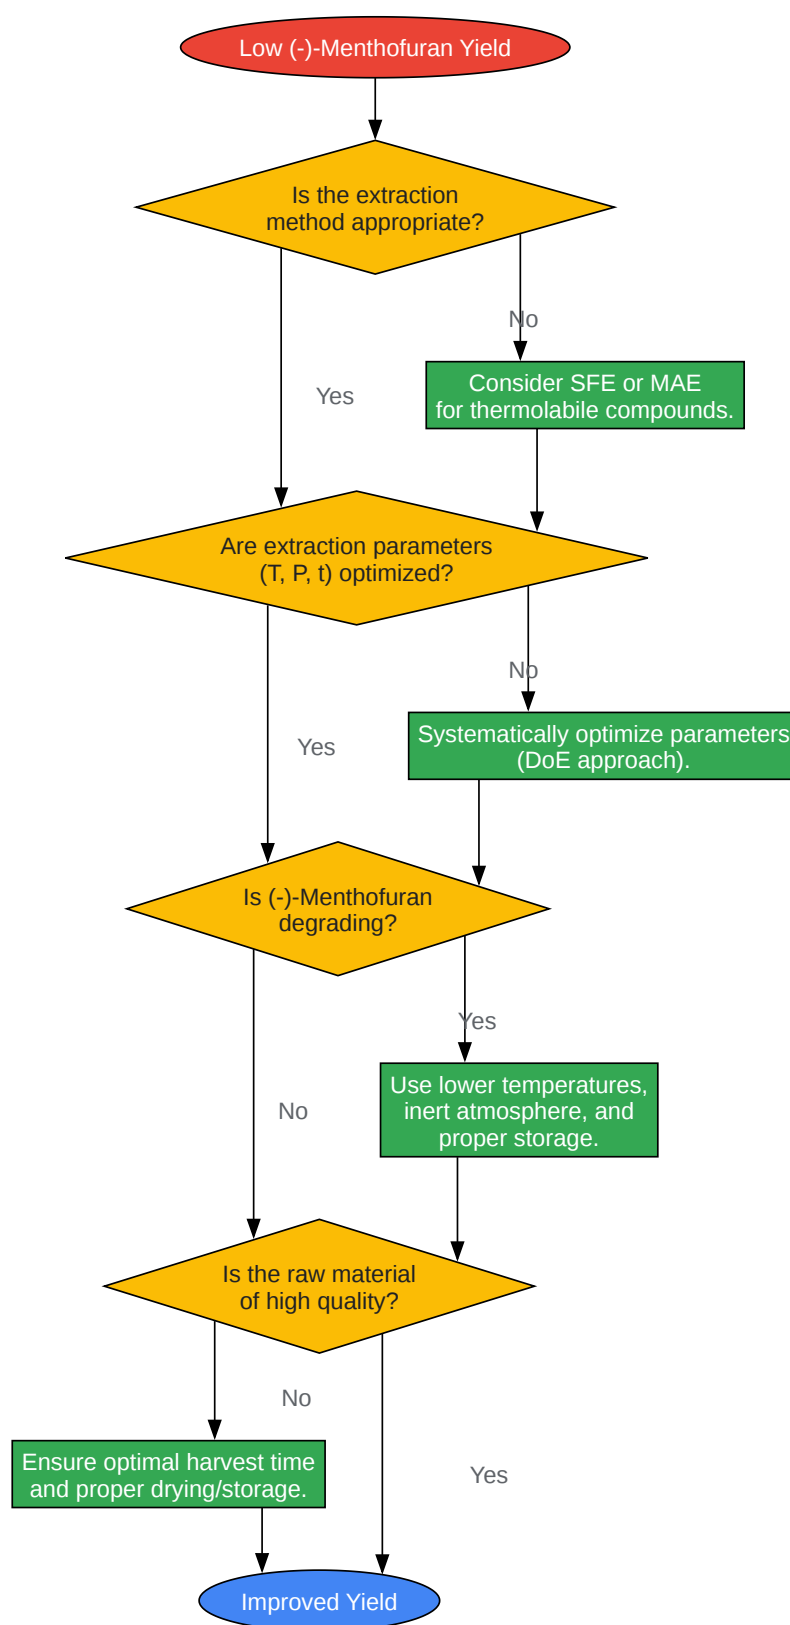 Low (-)-Menthofuran Yield
Is the extraction
method appropriate?
No
Consider SFE or MAE
for thermolabile compounds.
Yes
Are extraction parameters
(T, P, t) optimized?
No
Systematically optimize parameters
(DoE approach).
Yes
Is (-)-Menthofuran
degrading?
Yes
Use lower temperatures,
inert atmosphere, and
proper storage.
No
Is the raw material
of high quality?
No
Ensure optimal harvest time
and proper drying/storage.
Yes
Improved Yield